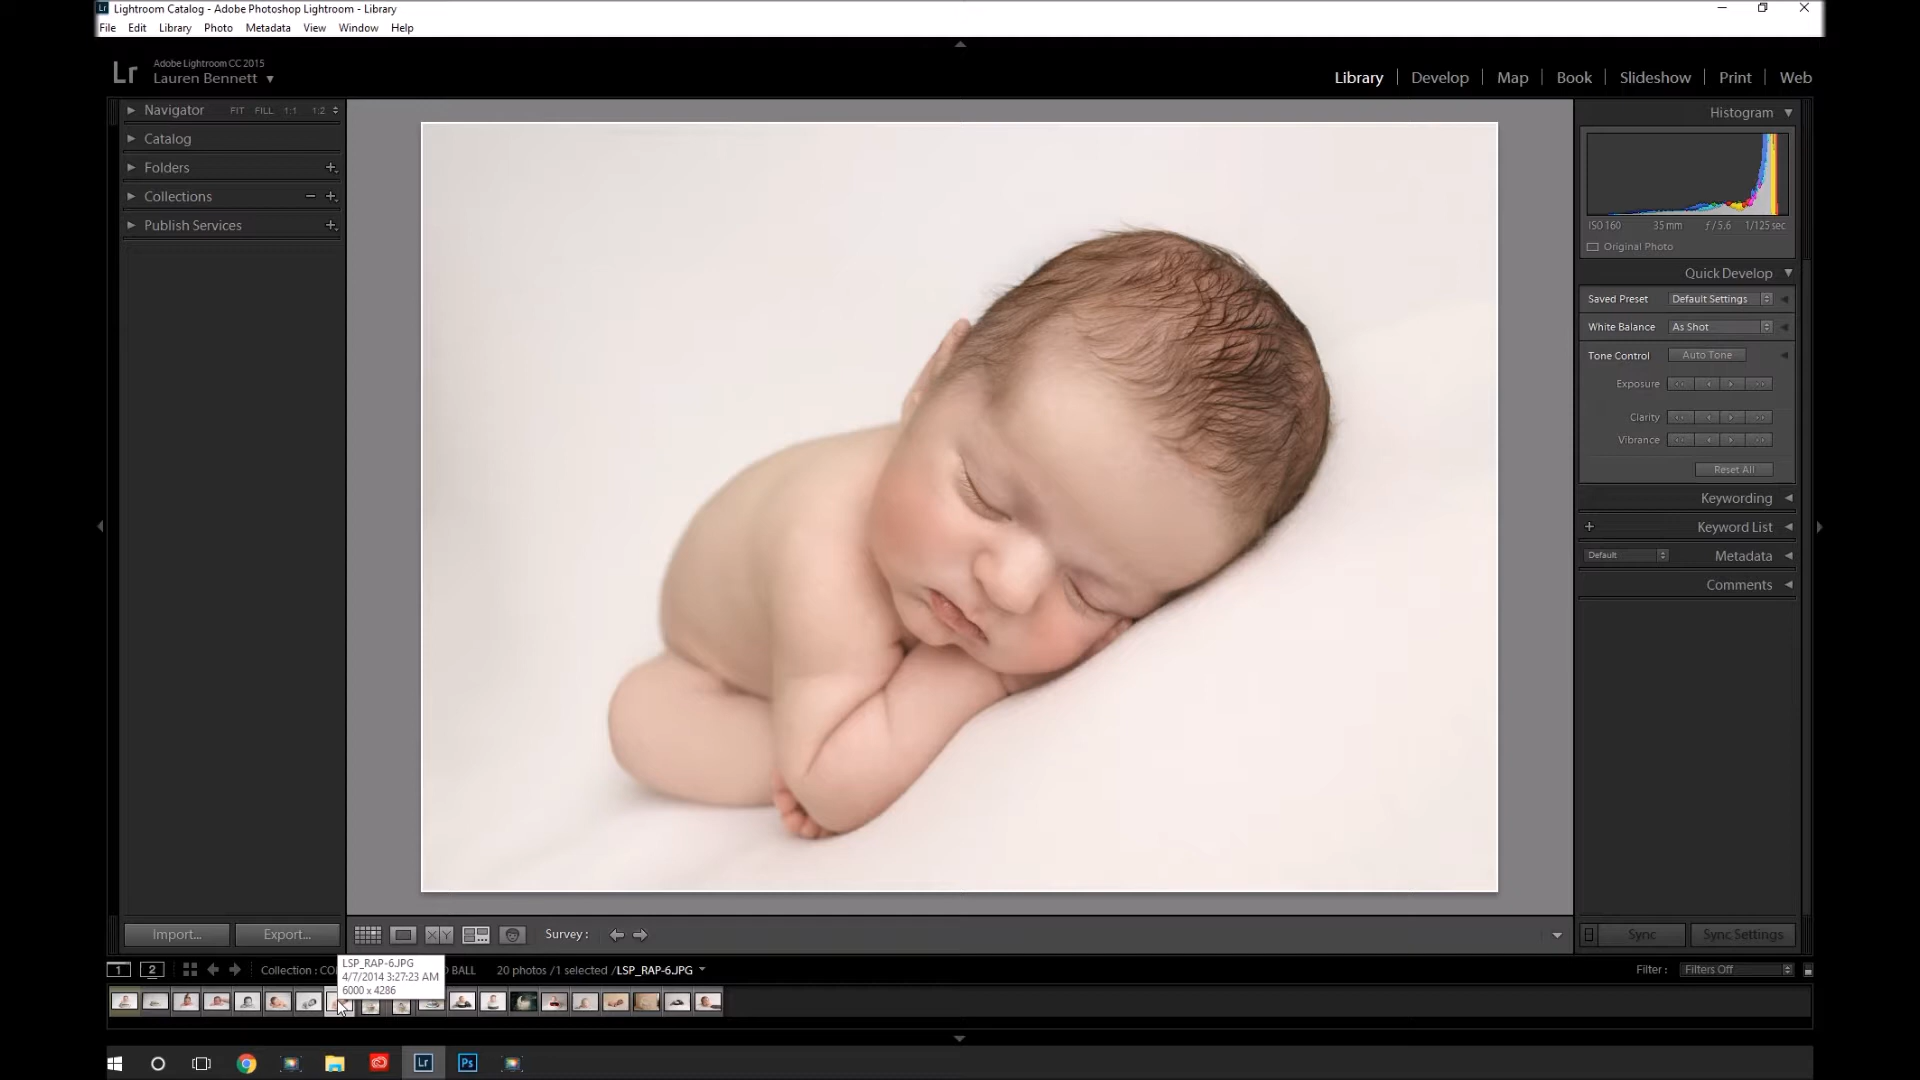 Lightroom Catalog - Adobe Photoshop Lightroom - Library
File Edit Library Photo Metadata View Window Help
Lr
Adobe Lightroom CC 2015
Lauren Bennett
Library Develop Map Book Slideshow Print Web
Navigator FIT FILL 1:1 1:2
Catalog
Folders
Collections
Publish Services
Histogram
ISO 160 35 mm ƒ / 5.6 1/125 sec
Original Photo
Quick Develop
Saved Preset Default Settings
White Balance As Shot
Tone Control Auto Tone
Exposure
Clarity
Vibrance
Reset All
Keywording
Keyword List
Default Metadata
Comments
Import... Export...
XY
Survey :
Sync Sync Settings
1 2 Collection : CO
BALL 20 photos / 1 selected / LSP_RAP-6.JPG
Filter : Filters Off
LSP_RAP-6.JPG
4/7/2014 3:27:23 AM
6000 x 4286
Lr Ps